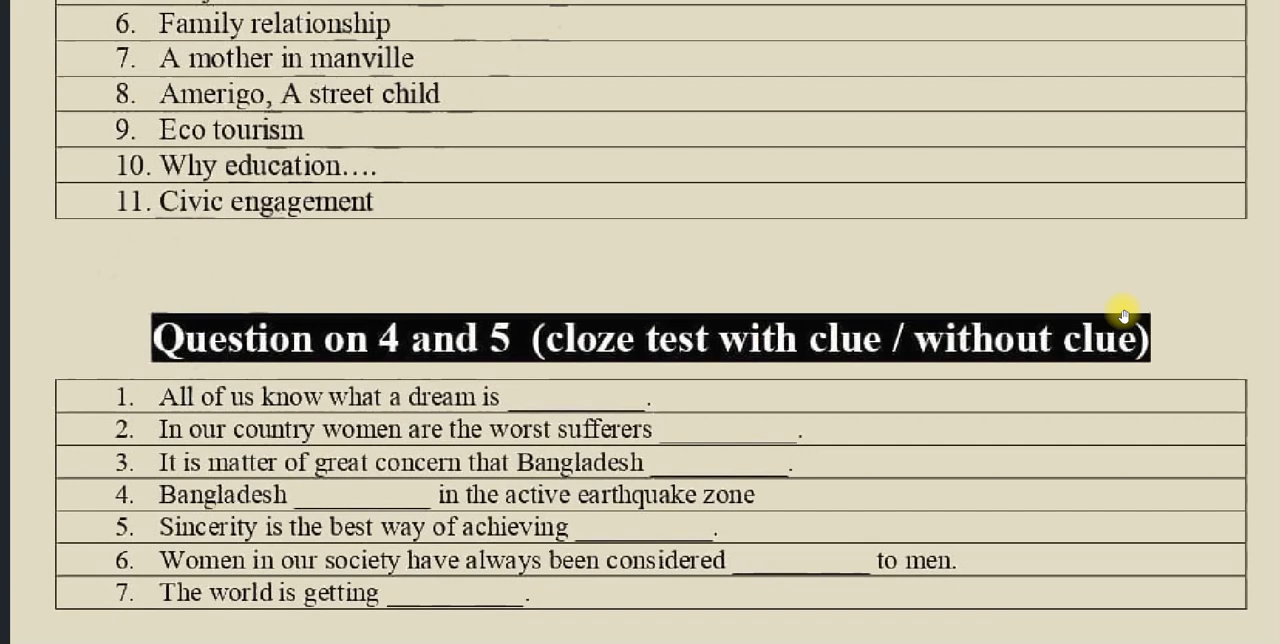 6. Family relationship
7. A mother in manville
8. Amerigo, A street child
9. Eco tourism
10. Why education....
11. Civic engagement
Question on 4 and 5 (cloze test with clue / without clue)
1. All of us know what a dream is __________.
2. In our country women are the worst sufferers __________.
3. It is matter of great concern that Bangladesh __________.
4. Bangladesh __________ in the active earthquake zone
5. Sincerity is the best way of achieving __________.
6. Women in our society have always been considered __________ to men.
7. The world is getting __________.